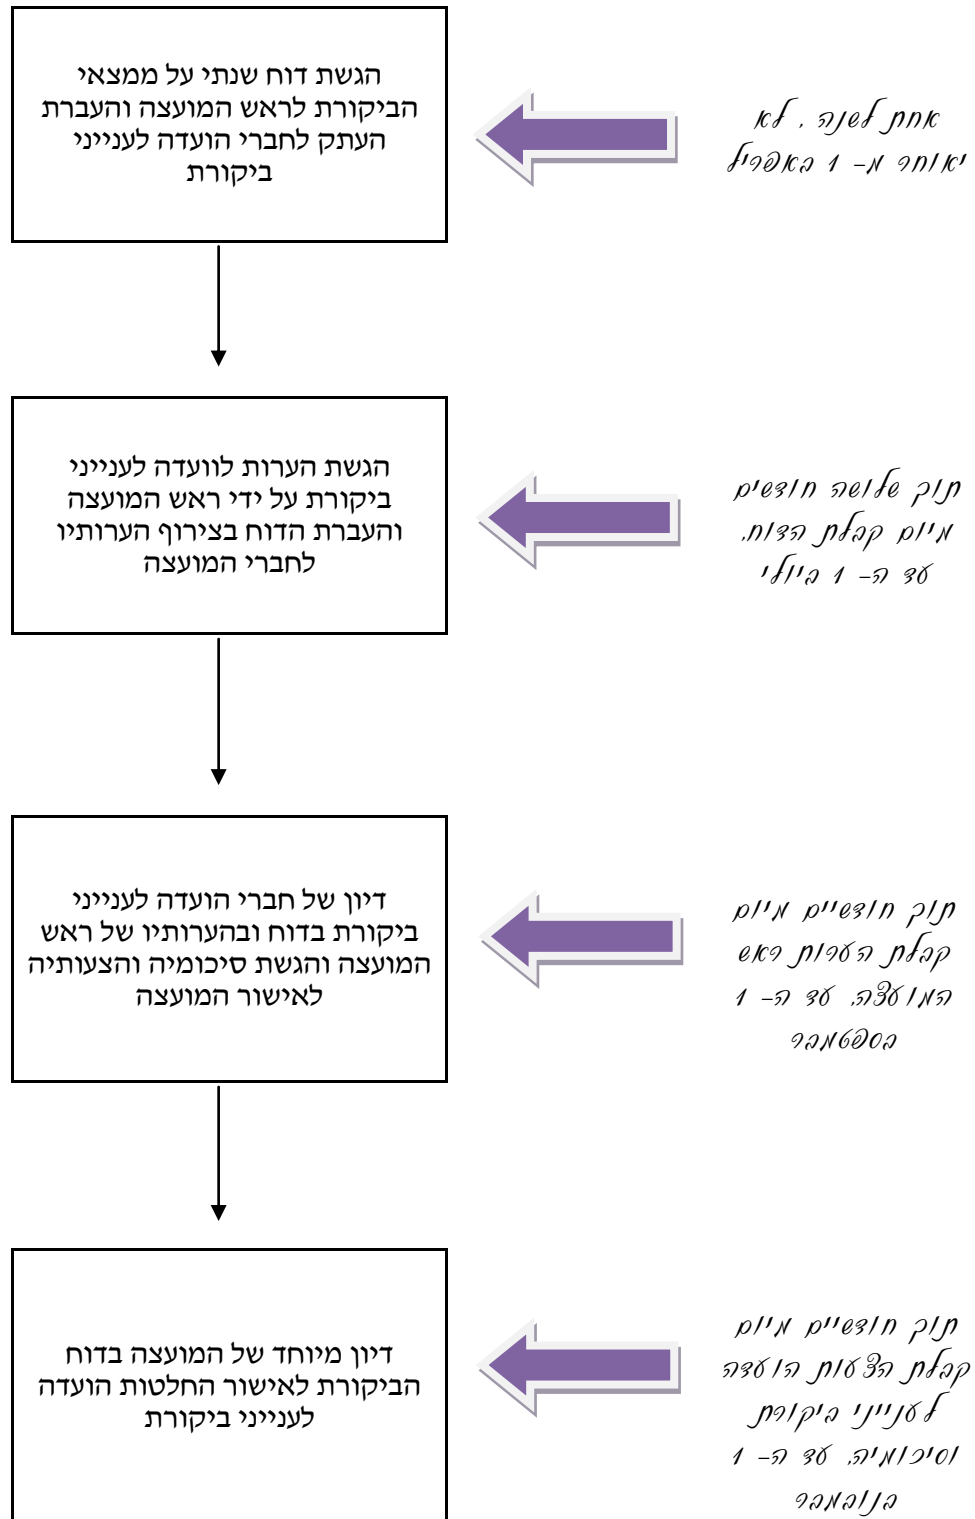 הגשת דוח שנתי על ממצאי
הביקורת לראש המועצה והעברת
העתק לחברי הועדה לענייני
ביקורת
אחת לשנה , לא
יאוחר מ- 1 באפריל
הגשת הערות לוועדה לענייני
ביקורת על ידי ראש המועצה
והעברת הדוח בצירוף הערותיו
לחברי המועצה
תוך שלושה חודשים
מיום קבלת הדוח,
עד ה- 1 ביולי
דיון של חברי הועדה לענייני
ביקורת בדוח ובהערותיו של ראש
המועצה והגשת סיכומיה והצעותיה
לאישור המועצה
תוך חודשיים מיום
קבלת הערות ראש
המועצה, עד ה- 1
בספטמבר
דיון מיוחד של המועצה בדוח
הביקורת לאישור החלטות הועדה
לענייני ביקורת
תוך חודשיים מיום
קבלת הצעות הועדה
לענייני ביקורת
וסיכומיה, עד ה- 1
בנובמבר